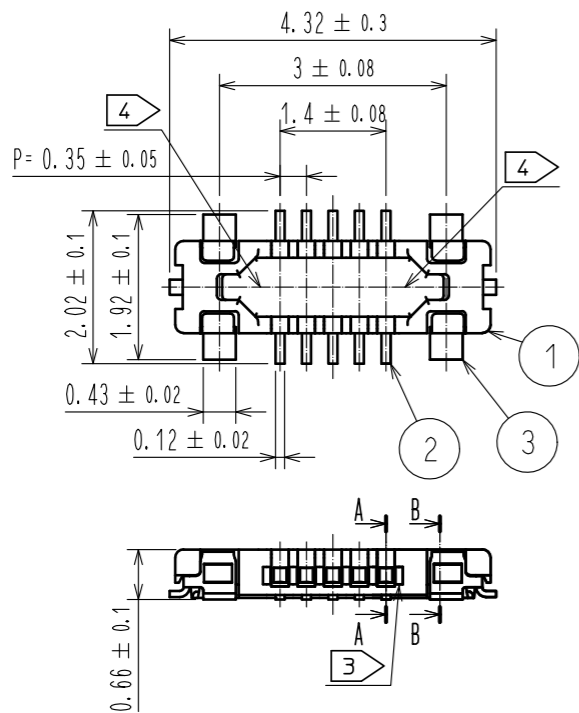 4.32 ± 0.3
3 ± 0.08
4
1.4 ± 0.08
4
P= 0.35 ± 0.05
2.02 ± 0.1
1.92 ± 0.1
0.43 ± 0.02
0.12 ± 0.02
1
2
3
A B
A B
3
0.66 ± 0.1